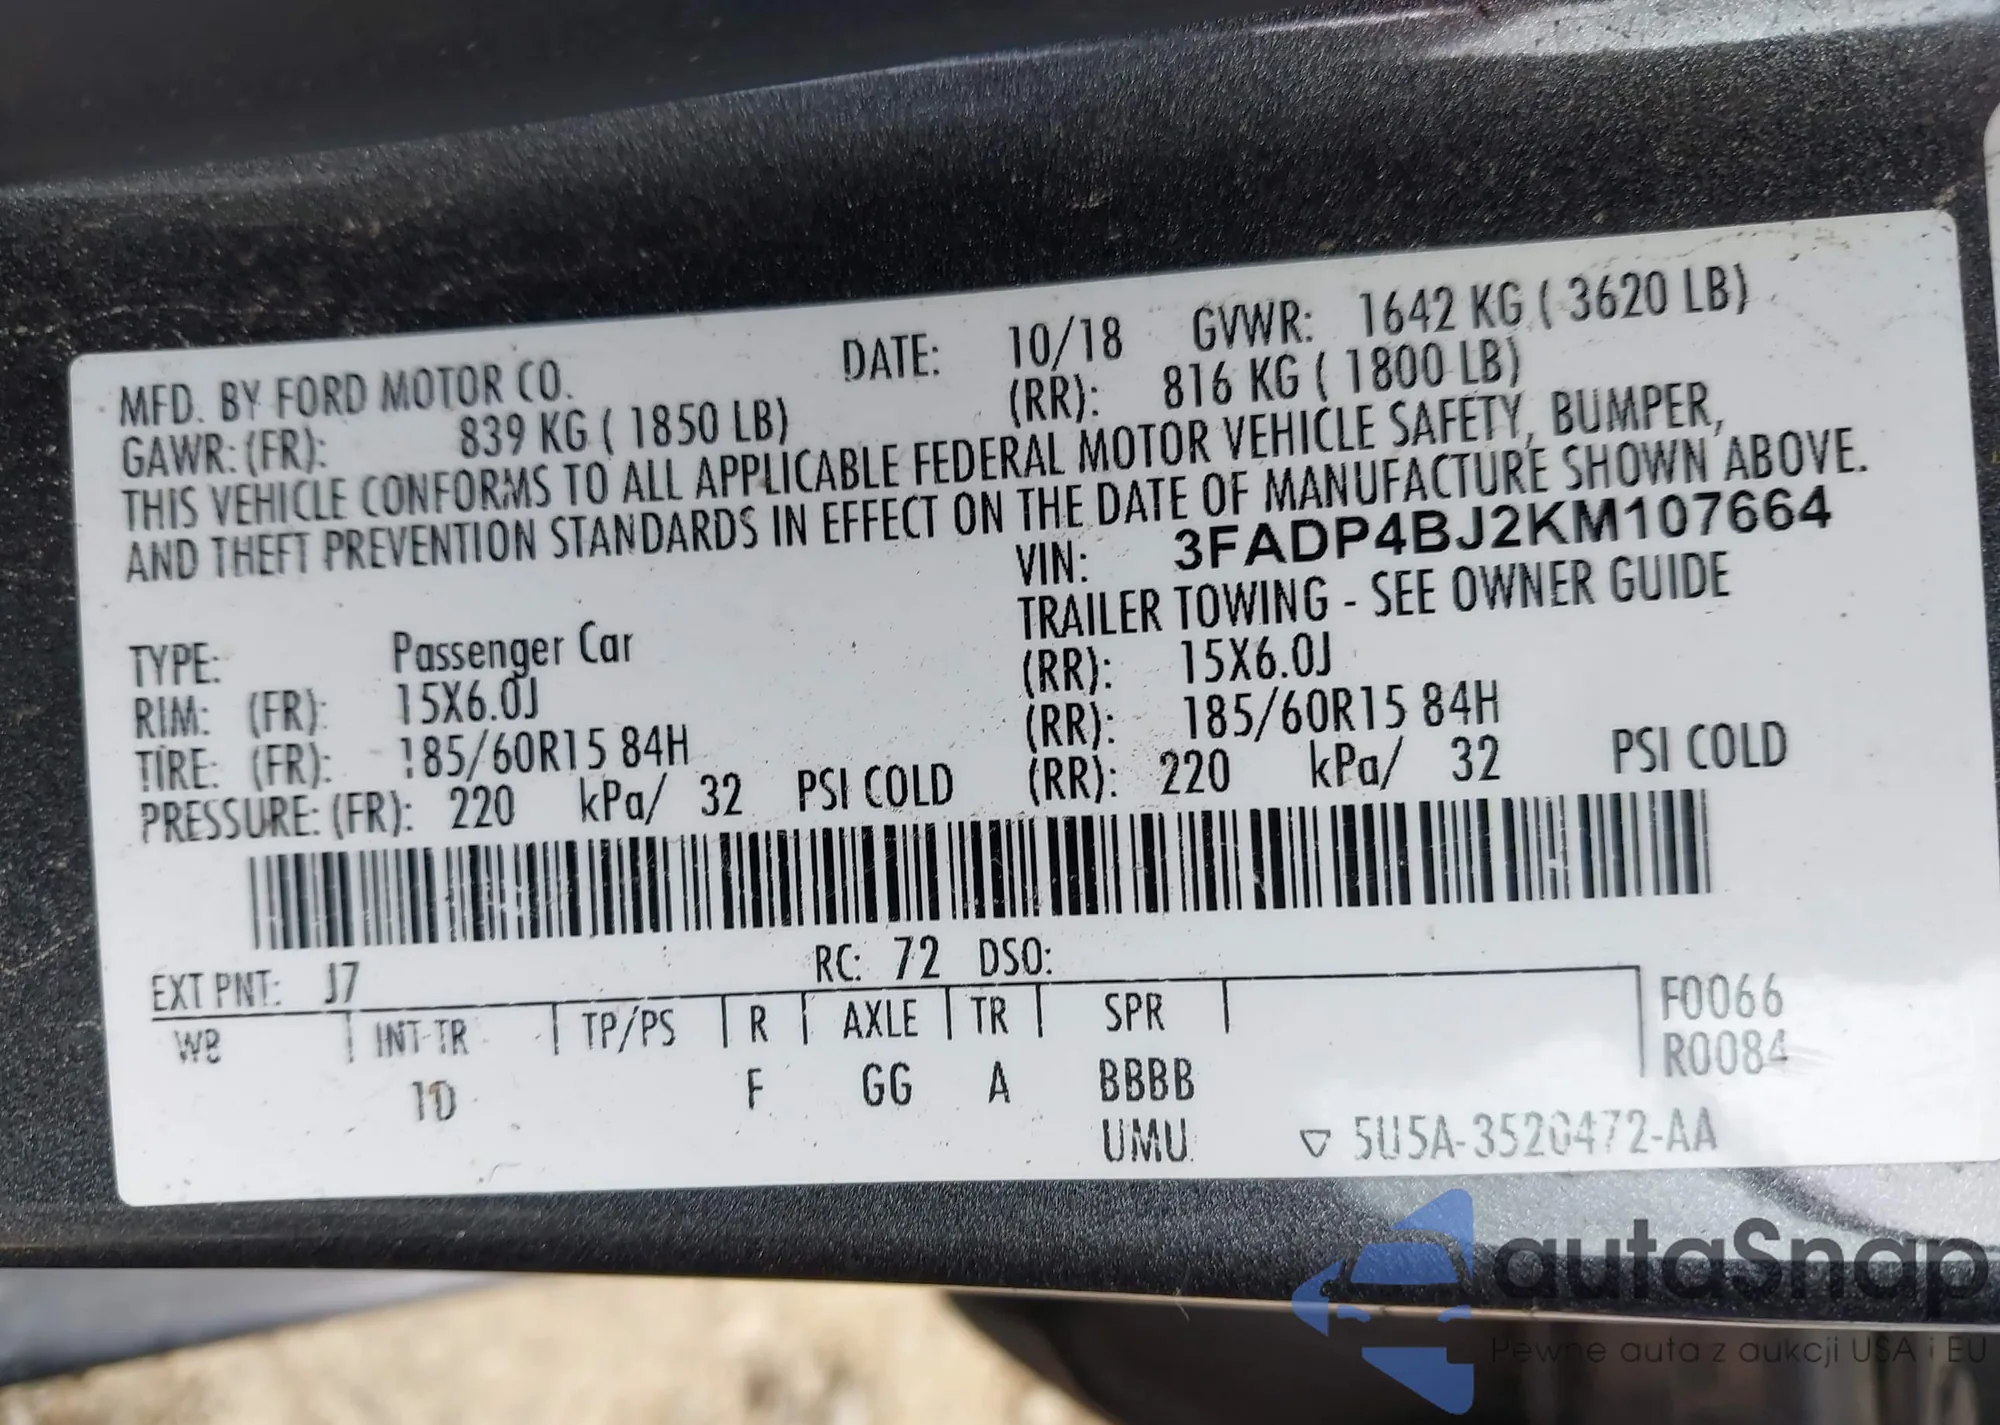 MFD. BY FORD MOTOR CO. DATE: 10/18 GVWR: 1642 KG ( 3620 LB)
GAWR: (FR): 839 KG ( 1850 LB) (RR): 816 KG ( 1800 LB)
THIS VEHICLE CONFORMS TO ALL APPLICABLE FEDERAL MOTOR VEHICLE SAFETY, BUMPER,
AND THEFT PREVENTION STANDARDS IN EFFECT ON THE DATE OF MANUFACTURE SHOWN ABOVE.
VIN: 3FADP4BJ2KM107664
TYPE: Passenger Car TRAILER TOWING - SEE OWNER GUIDE
RIM: (FR): 15X6.0J (RR): 15X6.0J
TIRE: (FR): 185/60R15 84H (RR): 185/60R15 84H
PRESSURE: (FR): 220 kPa/ 32 PSI COLD (RR): 220 kPa/ 32 PSI COLD
EXT PNT: J7 RC: 72 DSO:
WB INT TR TP/PS R AXLE TR SPR F0066
R0084
10 F GG A BBBB
UMU ▽ 5U5A-3520472-AA
autaSnap
Pewne auta z aukcji USA i EU